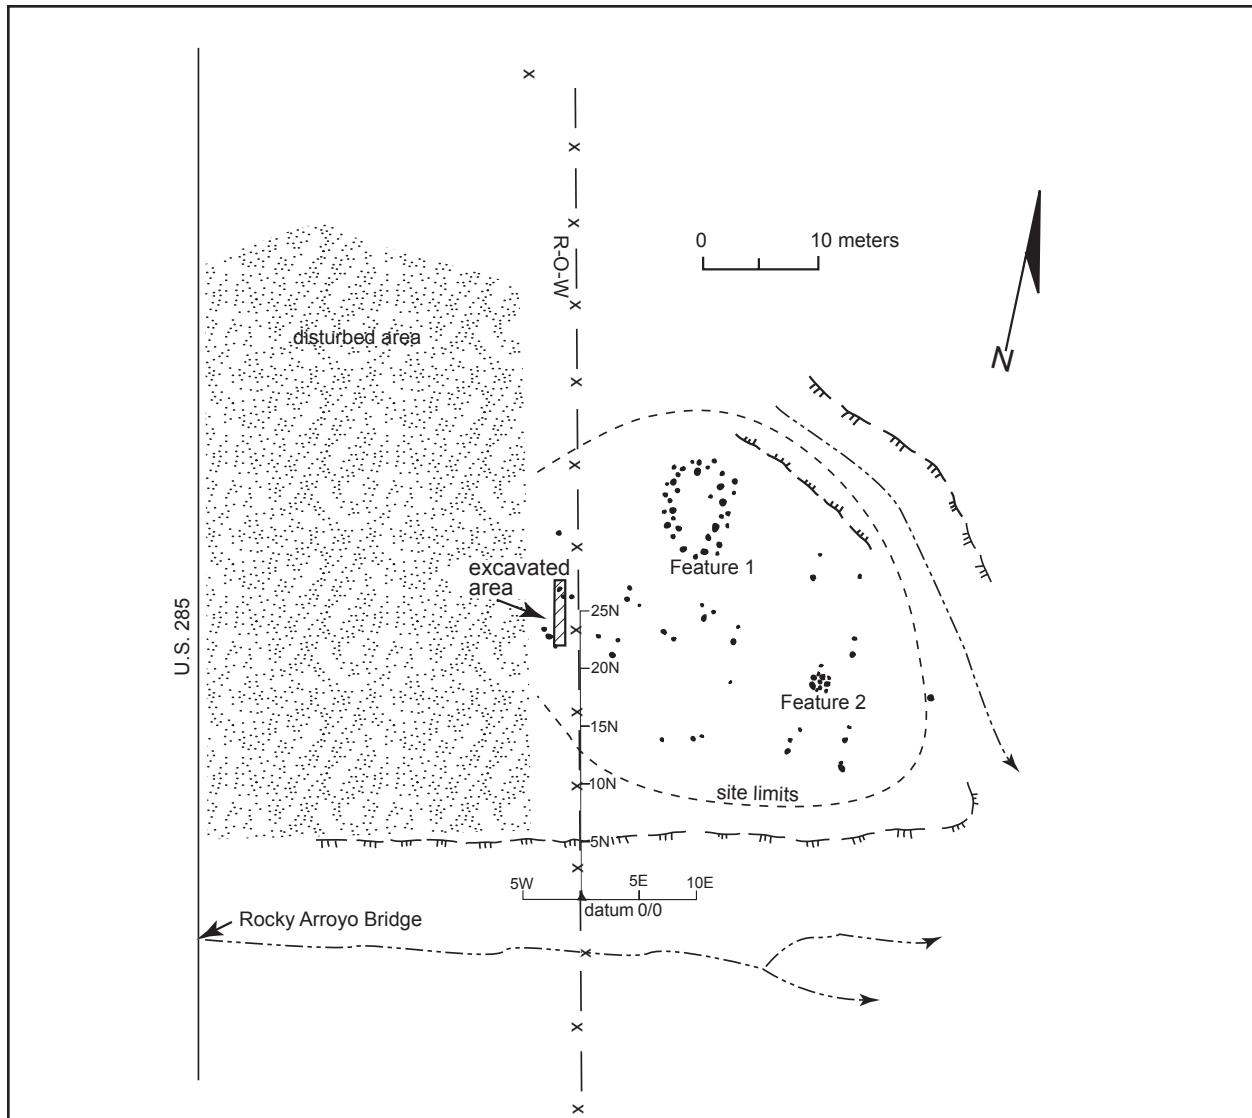 R-O-W
0 10 meters
disturbed area
N
excavated
area
Feature 1
25N
U.S. 285
20N
Feature 2
15N
10N
site limits
5N
5W 5E 10E
datum 0/0
Rocky Arroyo Bridge